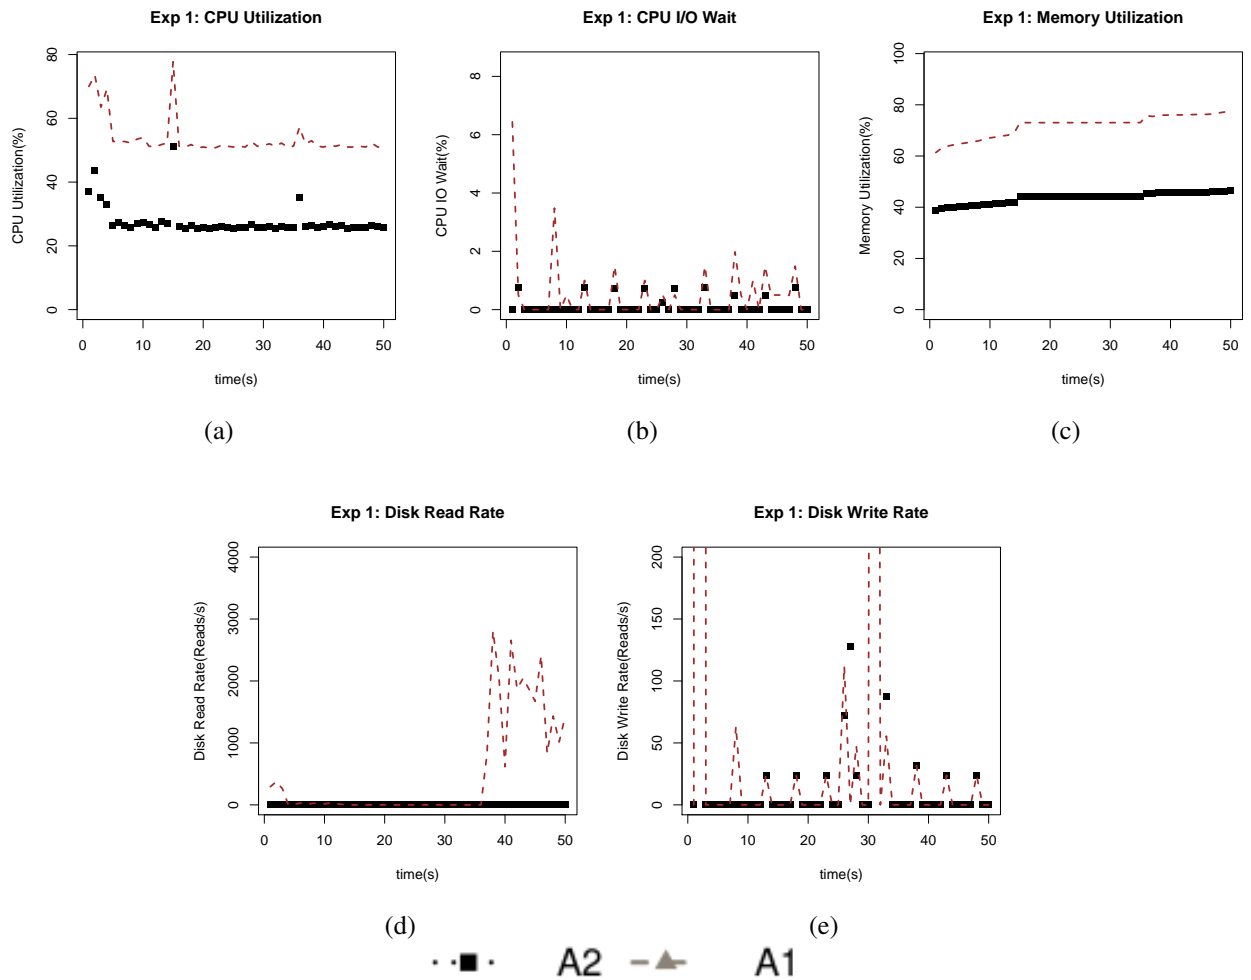 Exp 1: CPU Utilization
CPU Utilization(%)
80
60
40
20
0
0 10 20 30 40 50
time(s)
(a)
Exp 1: CPU I/O Wait
CPU IO Wait(%)
8
6
4
2
0
0 10 20 30 40 50
time(s)
(b)
Exp 1: Memory Utilization
Memory Utilization(%)
100
80
60
40
20
0
0 10 20 30 40 50
time(s)
(c)
Exp 1: Disk Read Rate
Disk Read Rate(Reads/s)
4000
3000
2000
1000
0
0 10 20 30 40 50
time(s)
(d)
Exp 1: Disk Write Rate
Disk Write Rate(Reads/s)
200
150
100
50
0
0 10 20 30 40 50
time(s)
(e)
A2 A1